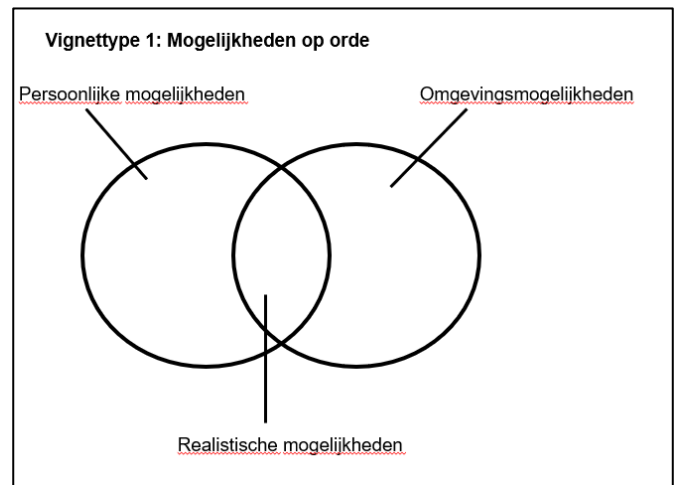 Vignettype 1: Mogelijkheden op orde
Persoonlijke mogelijkheden
Omgevingsmogelijkheden
Realistische mogelijkheden